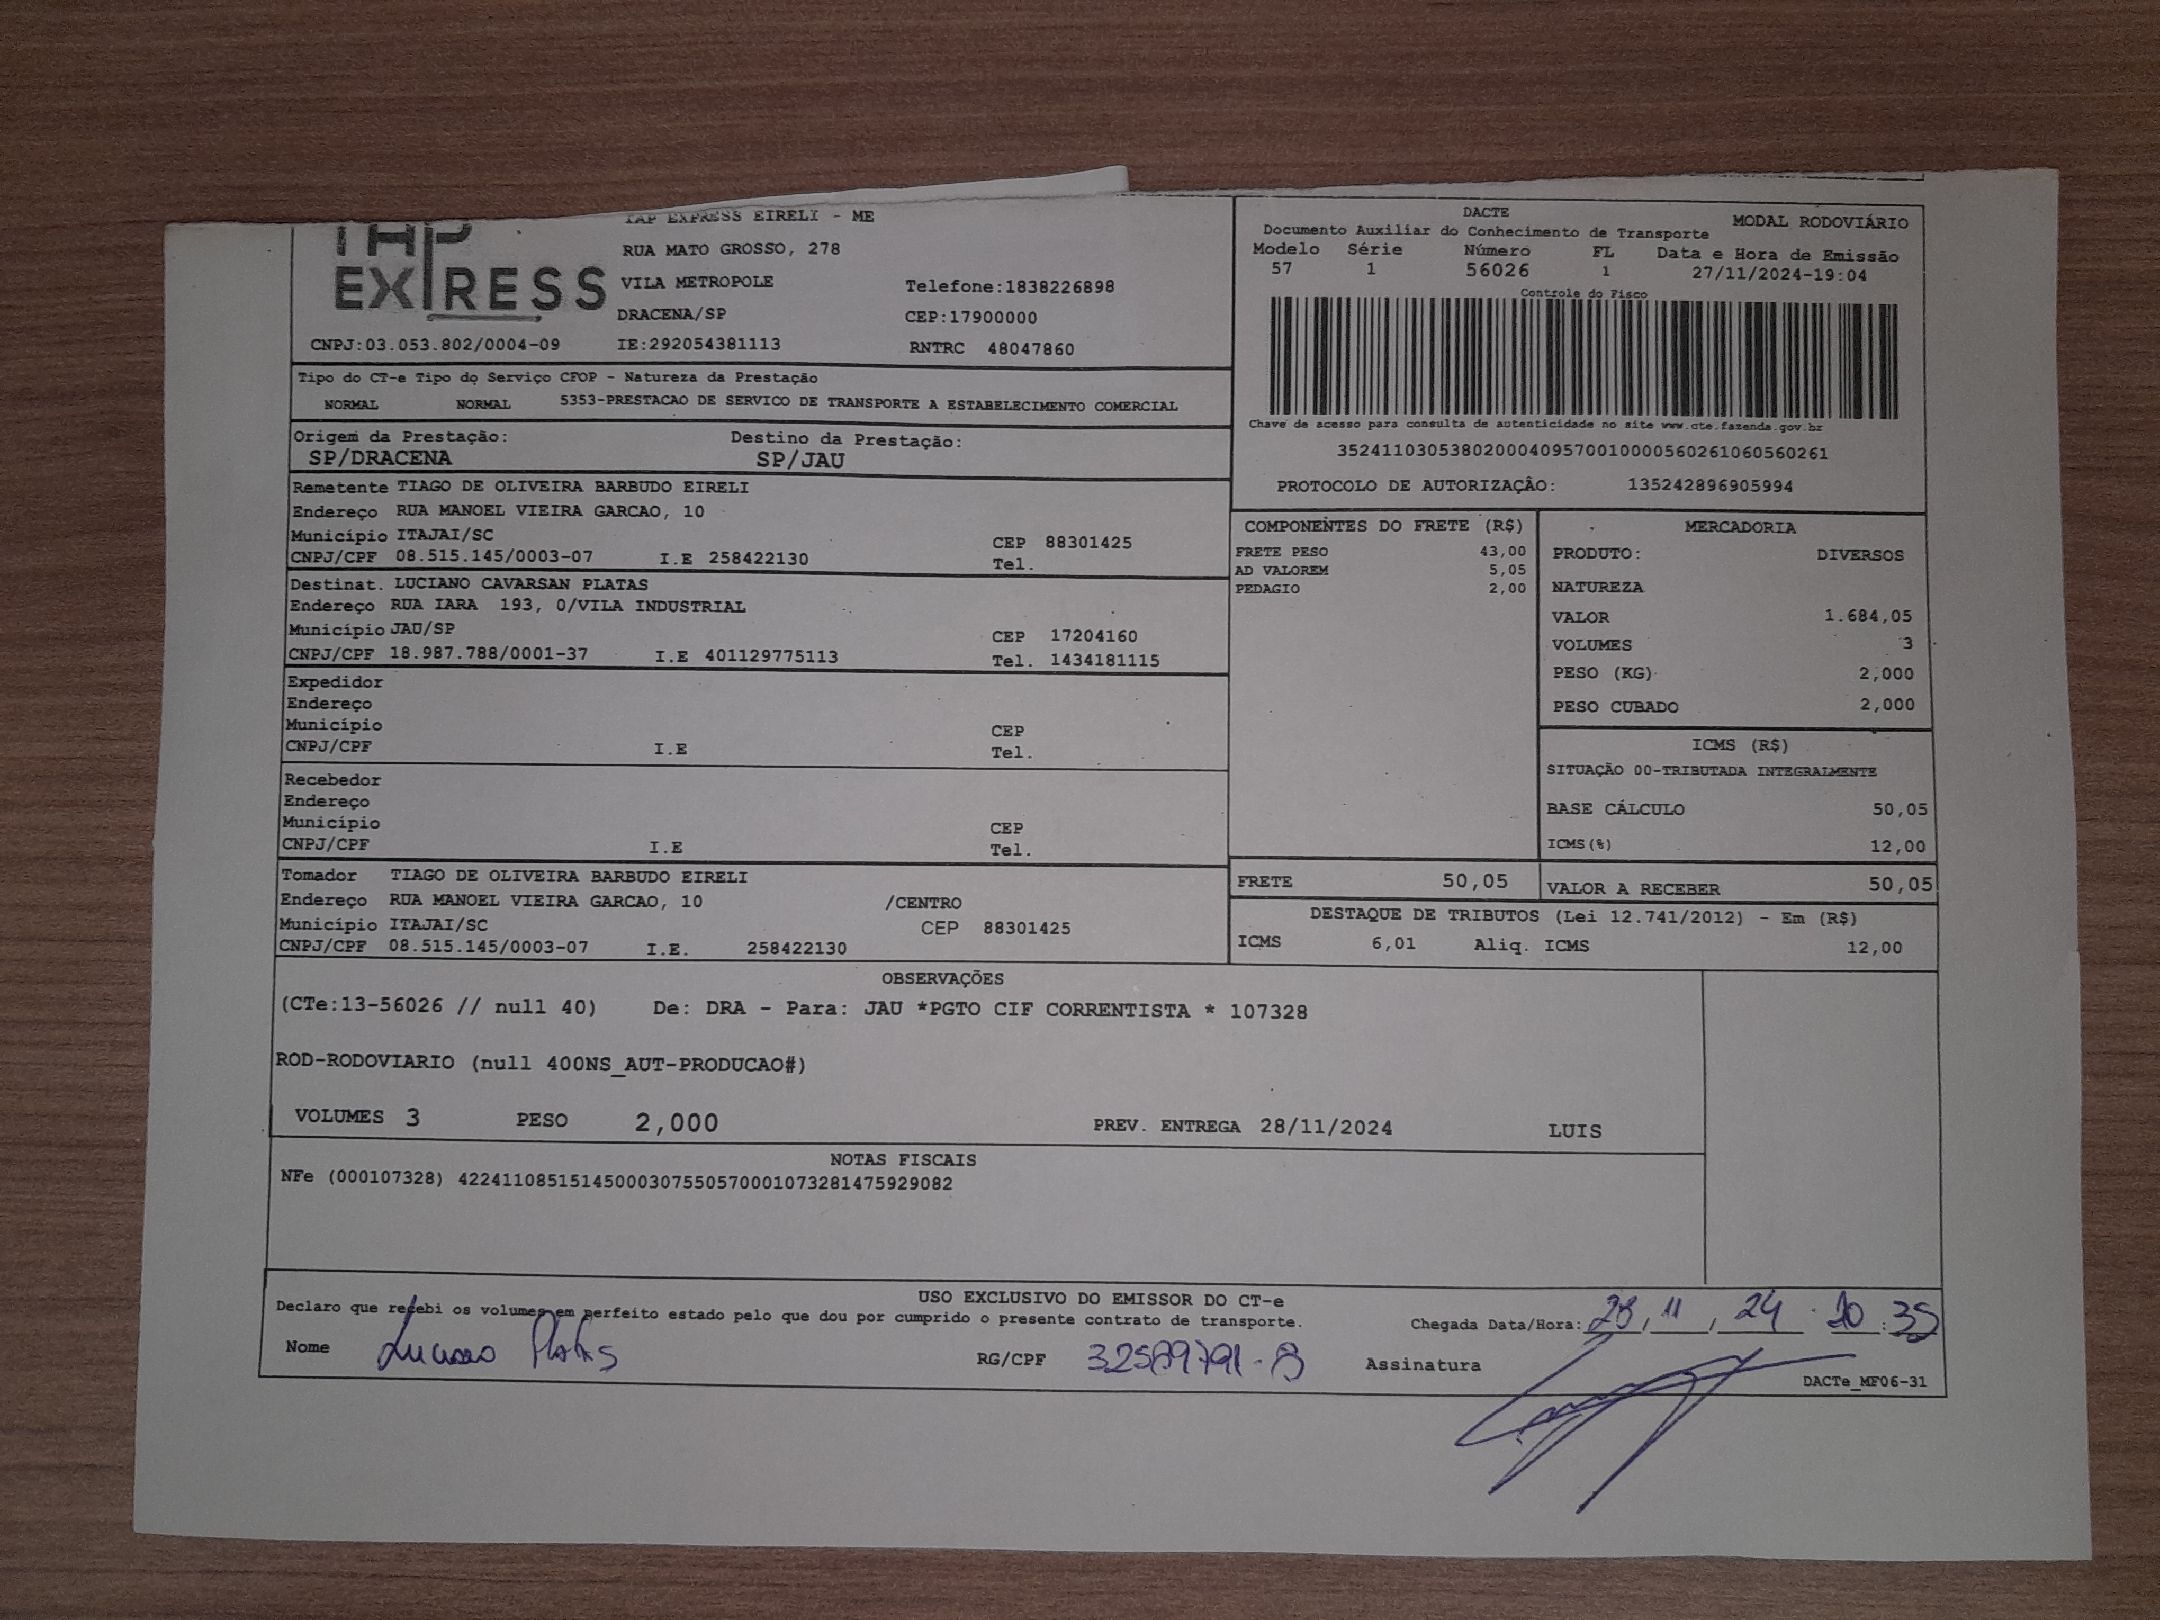 TAP EXPRESS EIRELI - ME
TAP
EXPRESS
RUA MATO GROSSO, 278
VILA METROPOLE
Telefone:1838226898
DRACENA/SP
CEP:17900000
CNPJ:03.053.802/0004-09
IE:292054381113
RNTRC 48047860
DACTE
MODAL RODOVIÁRIO
Documento Auxiliar do Conhecimento de Transporte
Modelo Série Número FL Data e Hora de Emissão
57 1 56026 1 27/11/2024-19:04
Controle do Fisco
Chave de acesso para consulta de autenticidade no site www.cte.fazenda.gov.br
35241103053802000409570010000560261060560261
PROTOCOLO DE AUTORIZAÇÃO: 135242896905994
Tipo do CT-e Tipo do Serviço CFOP - Natureza da Prestação
NORMAL NORMAL 5353-PRESTACAO DE SERVICO DE TRANSPORTE A ESTABELECIMENTO COMERCIAL
Origem da Prestação: Destino da Prestação:
SP/DRACENA SP/JAU
Remetente TIAGO DE OLIVEIRA BARBUDO EIRELI
Endereço RUA MANOEL VIEIRA GARCAO, 10
Município ITAJAI/SC CEP 88301425
CNPJ/CPF 08.515.145/0003-07 I.E 258422130 Tel.
Destinat. LUCIANO CAVARSAN PLATAS
Endereço RUA IARA 193, 0/VILA INDUSTRIAL
Município JAU/SP CEP 17204160
CNPJ/CPF 18.987.788/0001-37 I.E 401129775113 Tel. 1434181115
Expedidor
Endereço
Município CEP
CNPJ/CPF I.E Tel.
Recebedor
Endereço
Município CEP
CNPJ/CPF I.E Tel.
Tomador TIAGO DE OLIVEIRA BARBUDO EIRELI
Endereço RUA MANOEL VIEIRA GARCAO, 10 /CENTRO
Município ITAJAI/SC CEP 88301425
CNPJ/CPF 08.515.145/0003-07 I.E. 258422130
COMPONENTES DO FRETE (R$)
FRETE PESO 43,00
AD VALOREM 5,05
PEDAGIO 2,00
MERCADORIA
PRODUTO: DIVERSOS
NATUREZA
VALOR 1.684,05
VOLUMES 3
PESO (KG) 2,000
PESO CUBADO 2,000
ICMS (R$)
SITUAÇÃO 00-TRIBUTADA INTEGRALMENTE
BASE CÁLCULO 50,05
ICMS(%) 12,00
FRETE 50,05 VALOR A RECEBER 50,05
DESTAQUE DE TRIBUTOS (Lei 12.741/2012) - Em (R$)
ICMS 6,01 Aliq. ICMS 12,00
OBSERVAÇÕES
(CTe:13-56026 // null 40) De: DRA - Para: JAU *PGTO CIF CORRENTISTA * 107328
ROD-RODOVIARIO (null 400NS_AUT-PRODUCAO#)
VOLUMES 3 PESO 2,000 PREV. ENTREGA 28/11/2024 LUIS
NOTAS FISCAIS
NFe (000107328) 42241108515145000307550570001073281475929082
USO EXCLUSIVO DO EMISSOR DO CT-e
Declaro que recebi os volumes em perfeito estado pelo que dou por cumprido o presente contrato de transporte.
Chegada Data/Hora: 28, 11, 24 10:35
Nome Luciano Platas RG/CPF Assinatura
DACTe_MF06-31